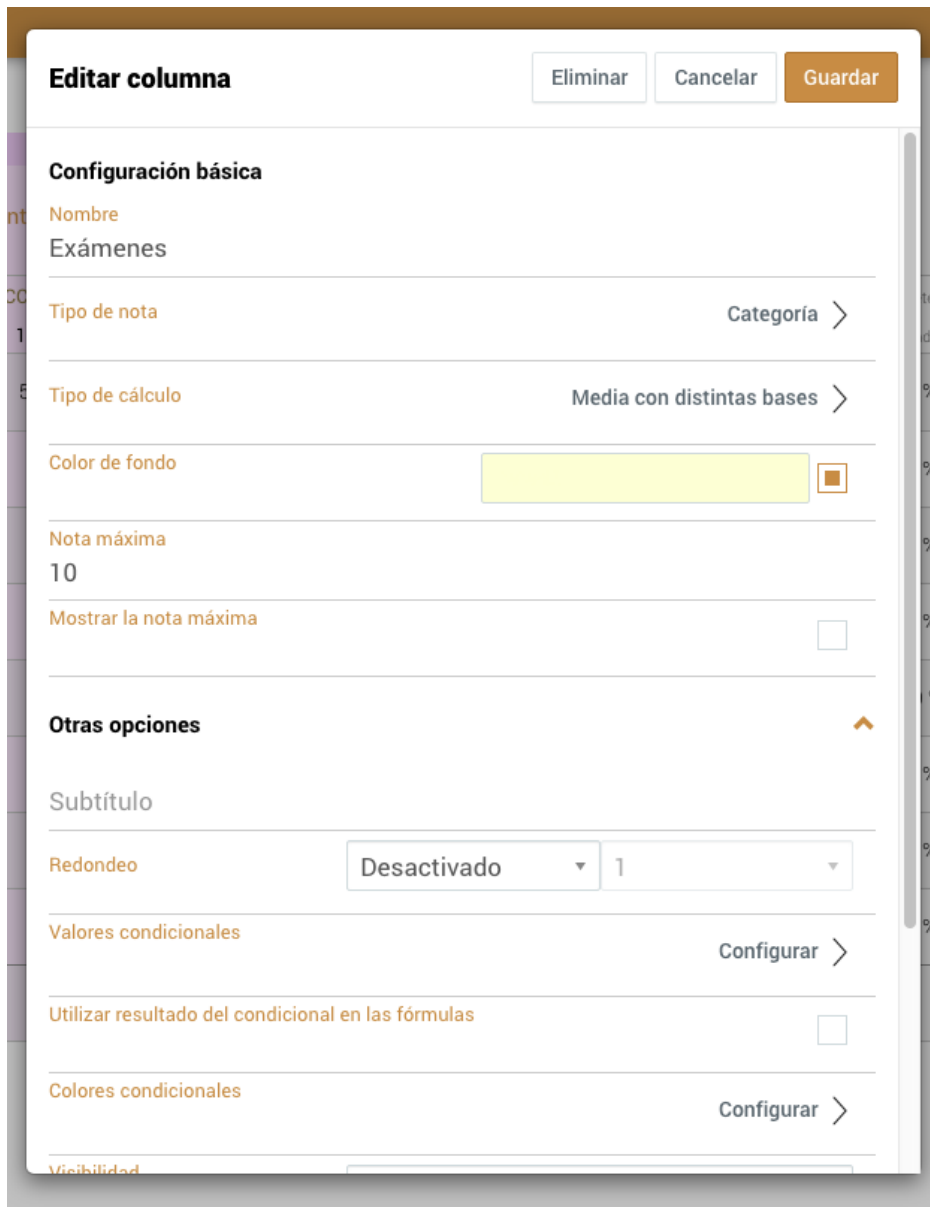 Editar columna
Eliminar
Cancelar
Guardar
Configuración básica
Nombre
Exámenes
Tipo de nota
Categoría
Tipo de cálculo
Media con distintas bases
Color de fondo
Nota máxima
10
Mostrar la nota máxima
Otras opciones
Subtítulo
Redondeo
Desactivado
1
Valores condicionales
Configurar
Utilizar resultado del condicional en las fórmulas
Colores condicionales
Configurar
Visibilidad